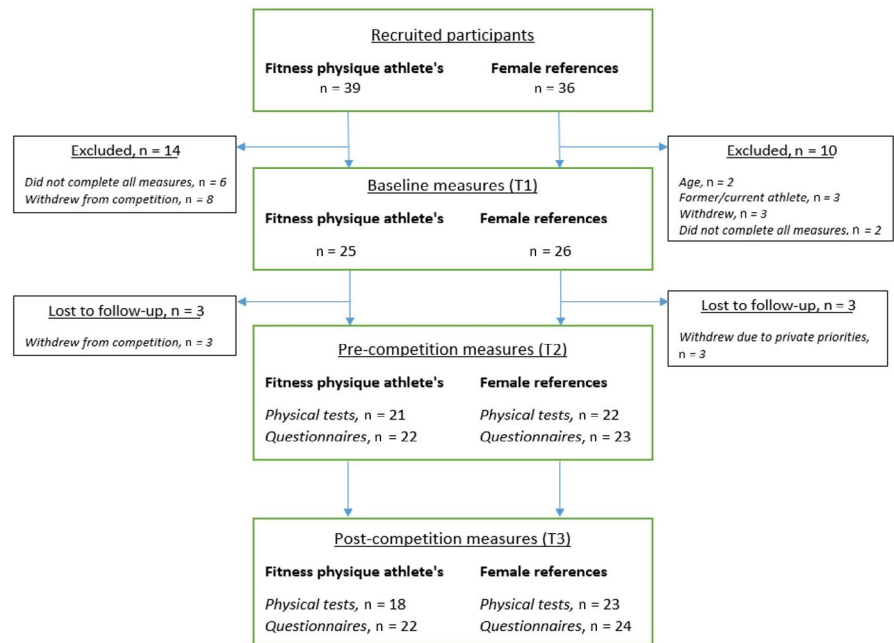 Recruited participants
Fitness physique athlete's Female references
n = 39 n = 36
Excluded, n = 14
Did not complete all measures, n = 6
Withdrew from competition, n = 8
Excluded, n = 10
Age, n = 2
Former/current athlete, n = 3
Withdrew, n = 3
Did not complete all measures, n = 2
Baseline measures (T1)
Fitness physique athlete's Female references
n = 25 n = 26
Lost to follow-up, n = 3
Withdrew from competition, n = 3
Lost to follow-up, n = 3
Withdrew due to private priorities,
n = 3
Pre-competition measures (T2)
Fitness physique athlete's Female references
Physical tests, n = 21 Physical tests, n = 22
Questionnaires, n = 22 Questionnaires, n = 23
Post-competition measures (T3)
Fitness physique athlete's Female references
Physical tests, n = 18 Physical tests, n = 23
Questionnaires, n = 22 Questionnaires, n = 24